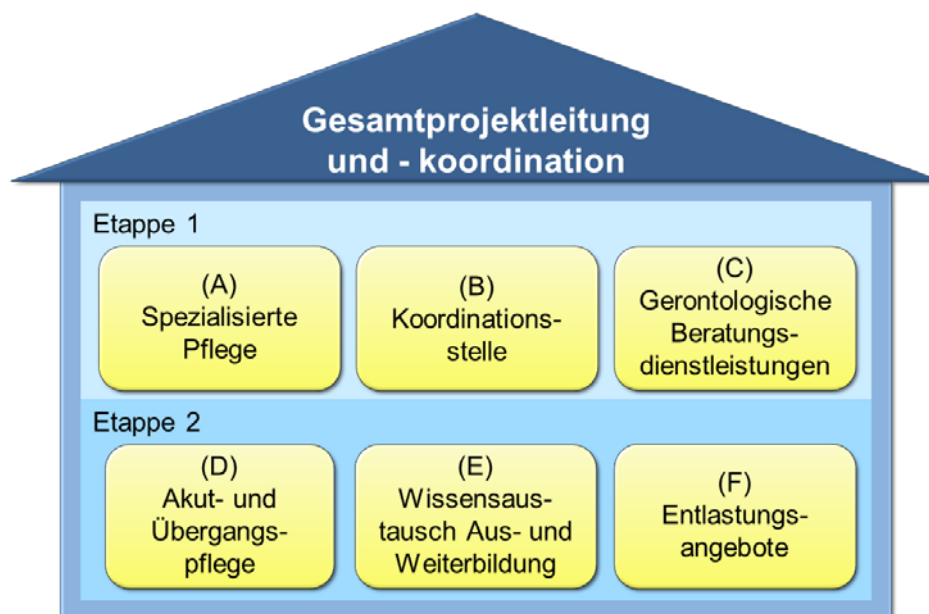 Gesamtprojektleitung
und - koordination
Etappe 1
(A)
Spezialisierte
Pflege
(B)
Koordinations-
stelle
(C)
Gerontologische
Beratungs-
dienstleistungen
Etappe 2
(D)
Akut- und
Übergangs-
pflege
(E)
Wissensaus-
tausch Aus- und
Weiterbildung
(F)
Entlastungs-
angebote